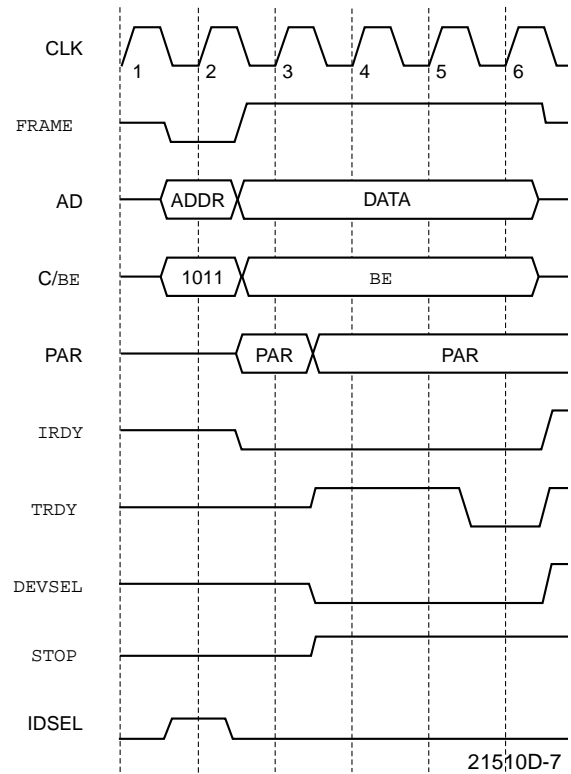 CLK
1 2 3 4 5 6
FRAME
AD ADDR DATA
C/BE 1011 BE
PAR PAR PAR
IRDY
TRDY
DEVSEL
STOP
IDSEL
21510D-7